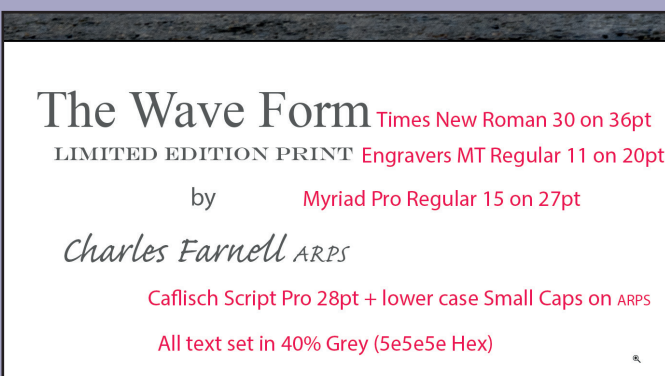 The Wave Form Times New Roman 30 on 36pt
LIMITED EDITION PRINT Engravers MT Regular 11 on 20pt
by Myriad Pro Regular 15 on 27pt
Charles Farnell ARPS
Caflisch Script Pro 28pt + lower case Small Caps on ARPS
All text set in 40% Grey (5e5e5e Hex)